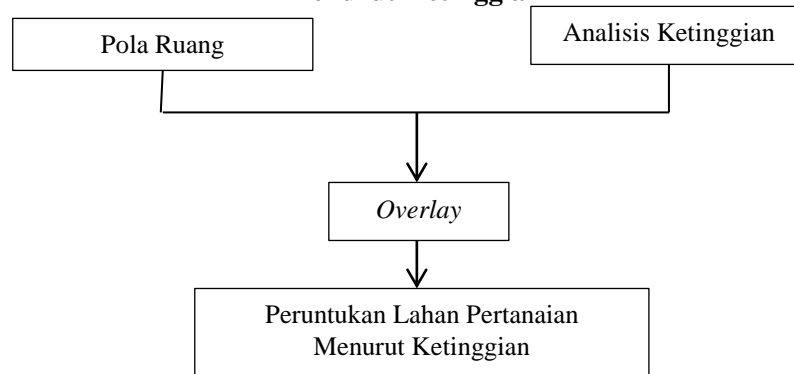 Pola Ruang
Analisis Ketinggian
Overlay
Peruntukan Lahan Pertanaian
Menurut Ketinggian